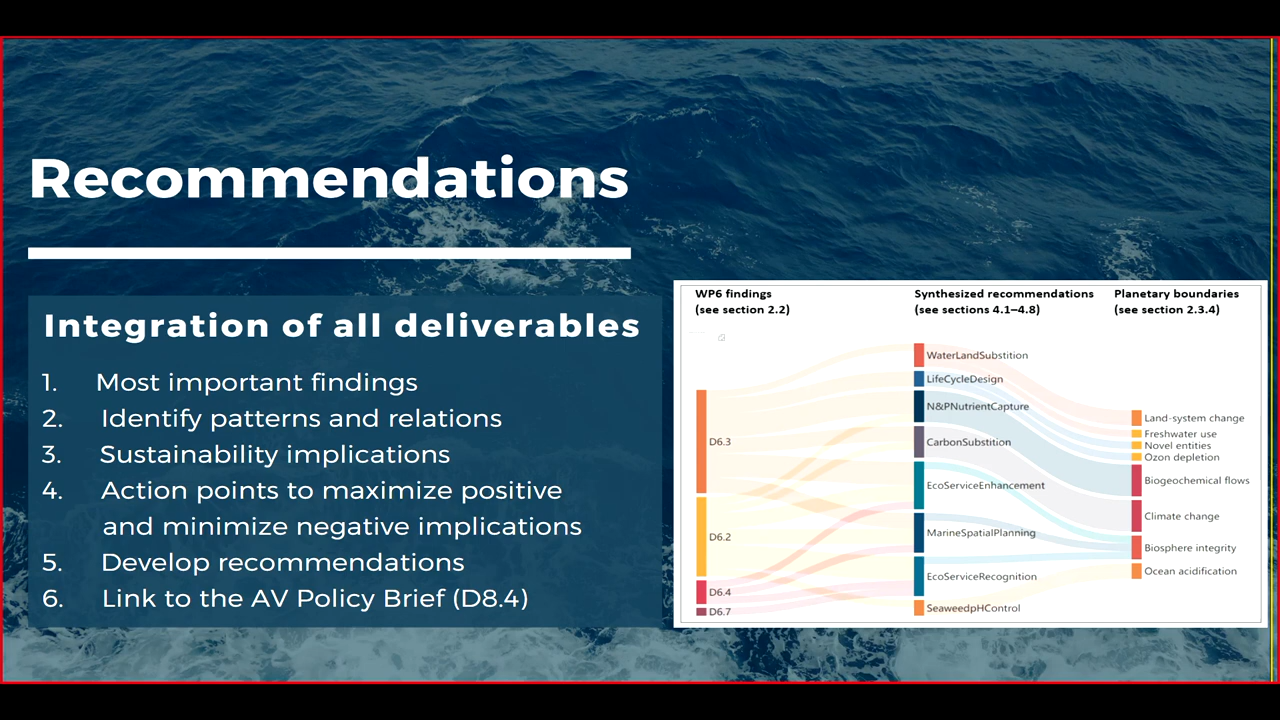 Recommendations
Integration of all deliverables
1. Most important findings
2. Identify patterns and relations
3. Sustainability implications
4. Action points to maximize positive
and minimize negative implications
5. Develop recommendations
6. Link to the AV Policy Brief (D8.4)
WP6 findings
(see section 2.2)
Synthesized recommendations
(see sections 4.1–4.8)
Planetary boundaries
(see section 2.3.4)
D6.3
D6.2
D6.4
D6.7
WaterLandSubstition
LifeCycleDesign
N&PNutrientCapture
CarbonSubstition
EcoServiceEnhancement
MarineSpatialPlanning
EcoServiceRecognition
SeaweedpHControl
Land-system change
Freshwater use
Novel entities
Ozon depletion
Biogeochemical flows
Climate change
Biosphere integrity
Ocean acidification